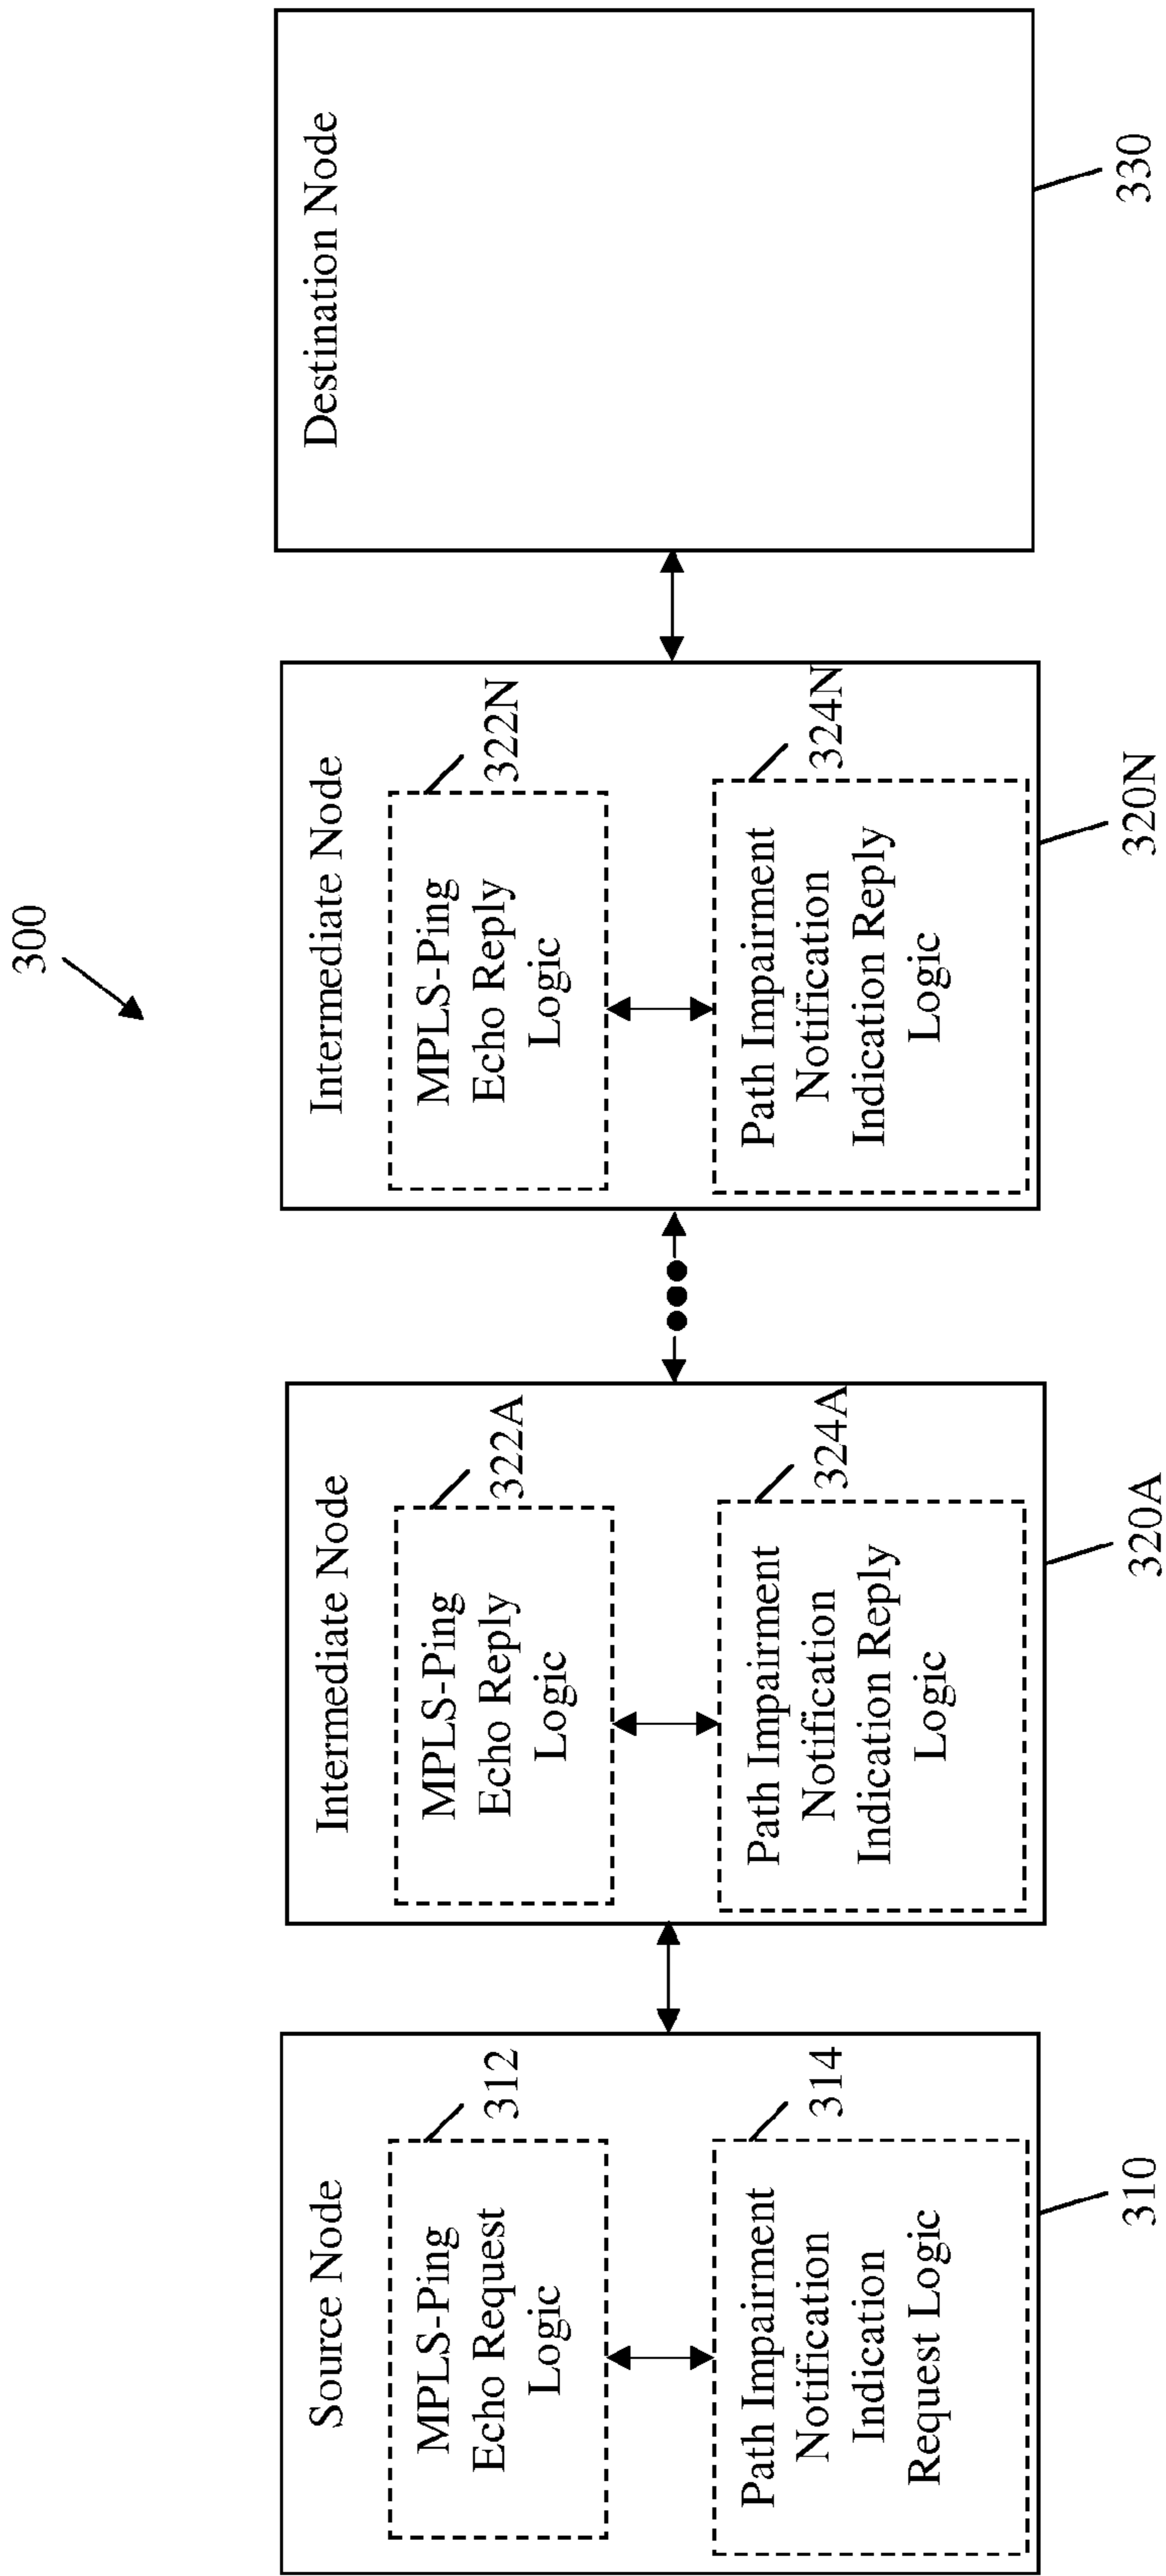 300
Source Node
MPLS-Ping
Echo Request
Logic
312
Path Impairment
Notification
Indication
Request Logic
314
310
Intermediate Node
MPLS-Ping
Echo Reply
Logic
322A
Path Impairment
Notification
Indication Reply
Logic
324A
320A
Intermediate Node
MPLS-Ping
Echo Reply
Logic
322N
Path Impairment
Notification
Indication Reply
Logic
324N
320N
Destination Node
330